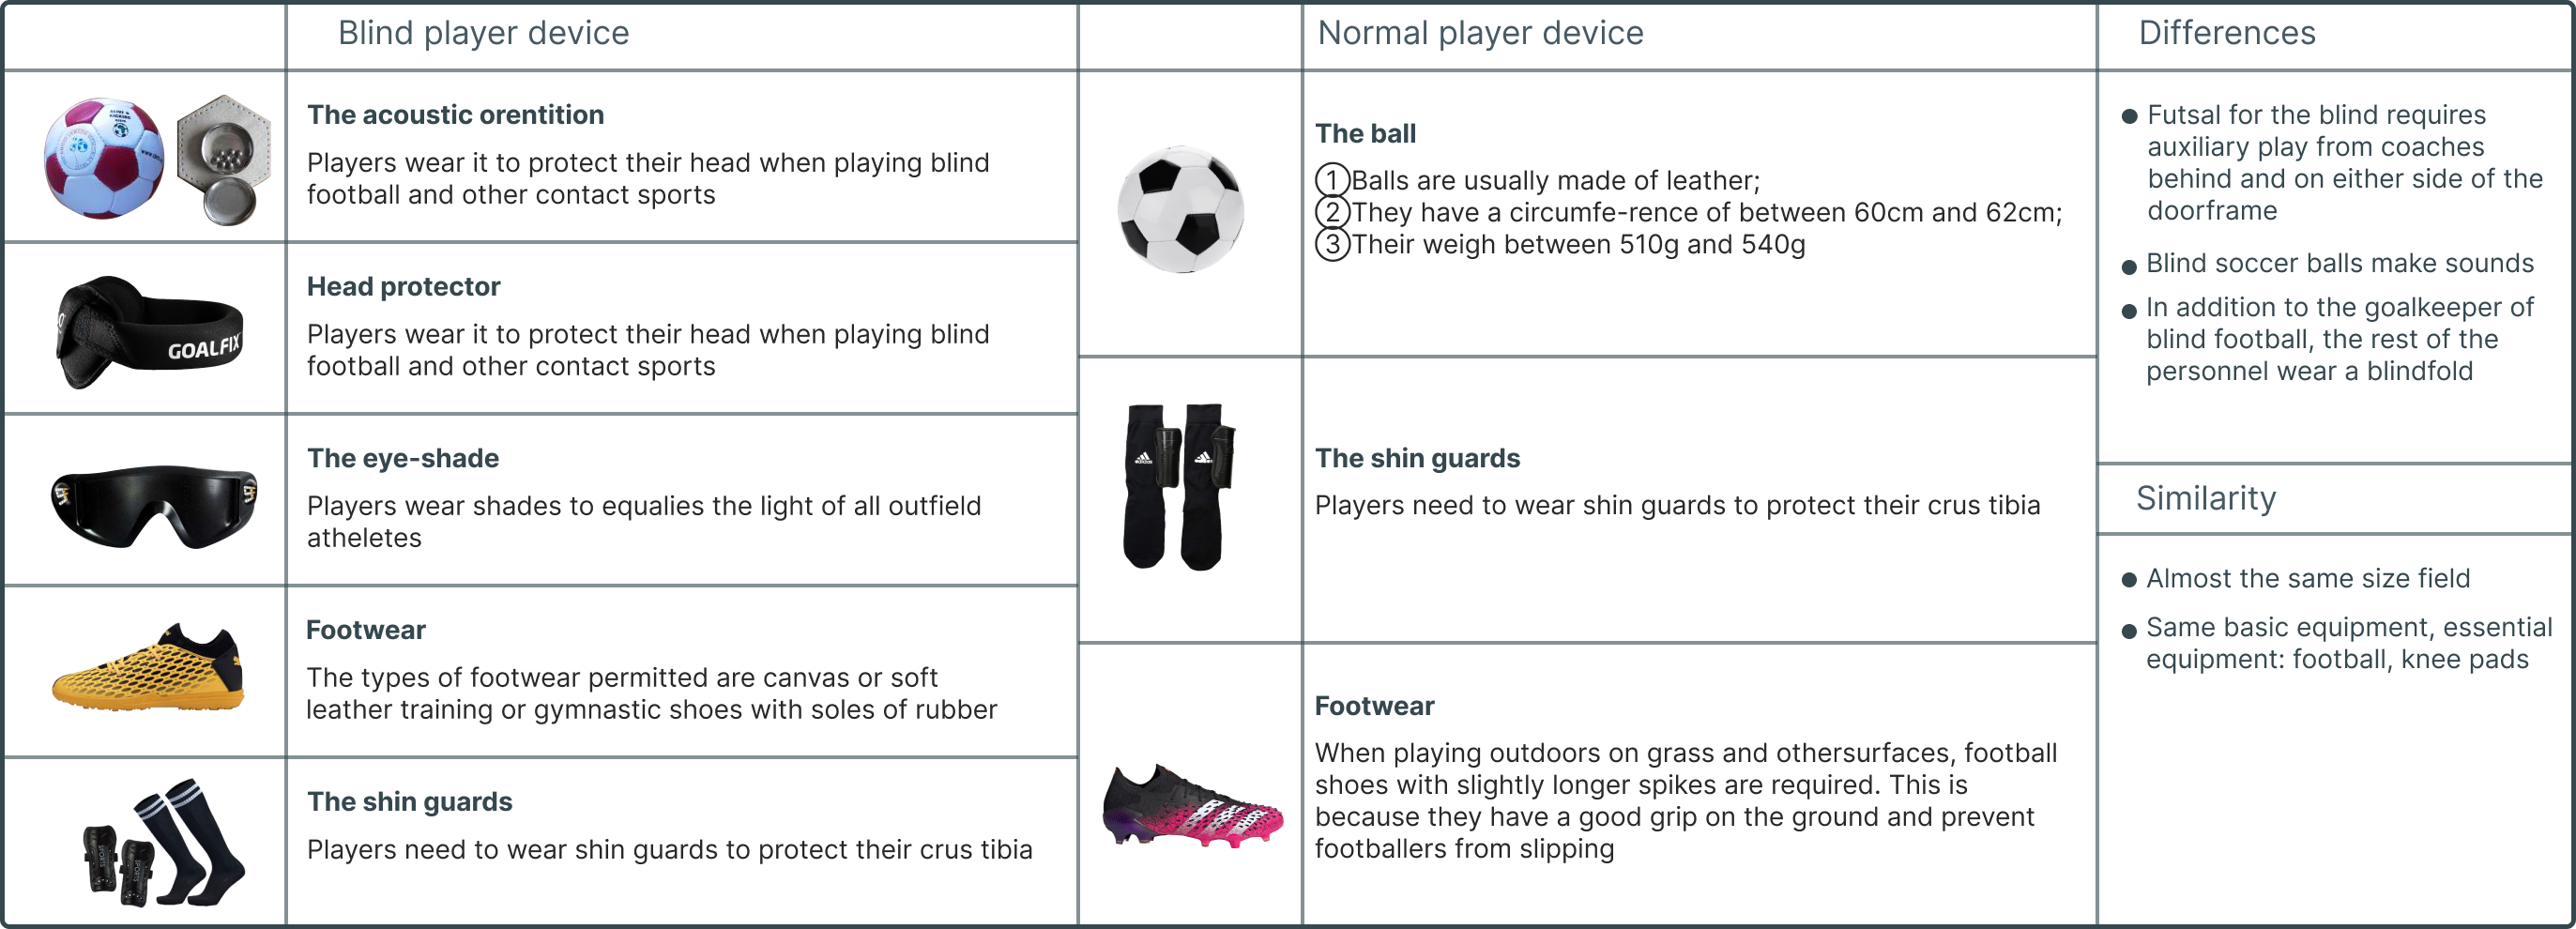 Blind player device
Normal player device
Differences
The acoustic orentition
Players wear it to protect their head when playing blind
football and other contact sports
Head protector
Players wear it to protect their head when playing blind
football and other contact sports
GOALFIX
The eye-shade
Players wear shades to equalies the light of all outfield
atheletes
Footwear
The types of footwear permitted are canvas or soft
leather training or gymnastic shoes with soles of rubber
The shin guards
Players need to wear shin guards to protect their crus tibia
SPORTS
SPORTS
The ball
①Balls are usually made of leather;
②They have a circumfe-rence of between 60cm and 62cm;
③Their weigh between 510g and 540g
The shin guards
Players need to wear shin guards to protect their crus tibia
adidas
Footwear
When playing outdoors on grass and othersurfaces, football
shoes with slightly longer spikes are required. This is
because they have a good grip on the ground and prevent
footballers from slipping
● Futsal for the blind requires
auxiliary play from coaches
behind and on either side of the
doorframe
● Blind soccer balls make sounds
● In addition to the goalkeeper of
blind football, the rest of the
personnel wear a blindfold
Similarity
● Almost the same size field
● Same basic equipment, essential
equipment: football, knee pads